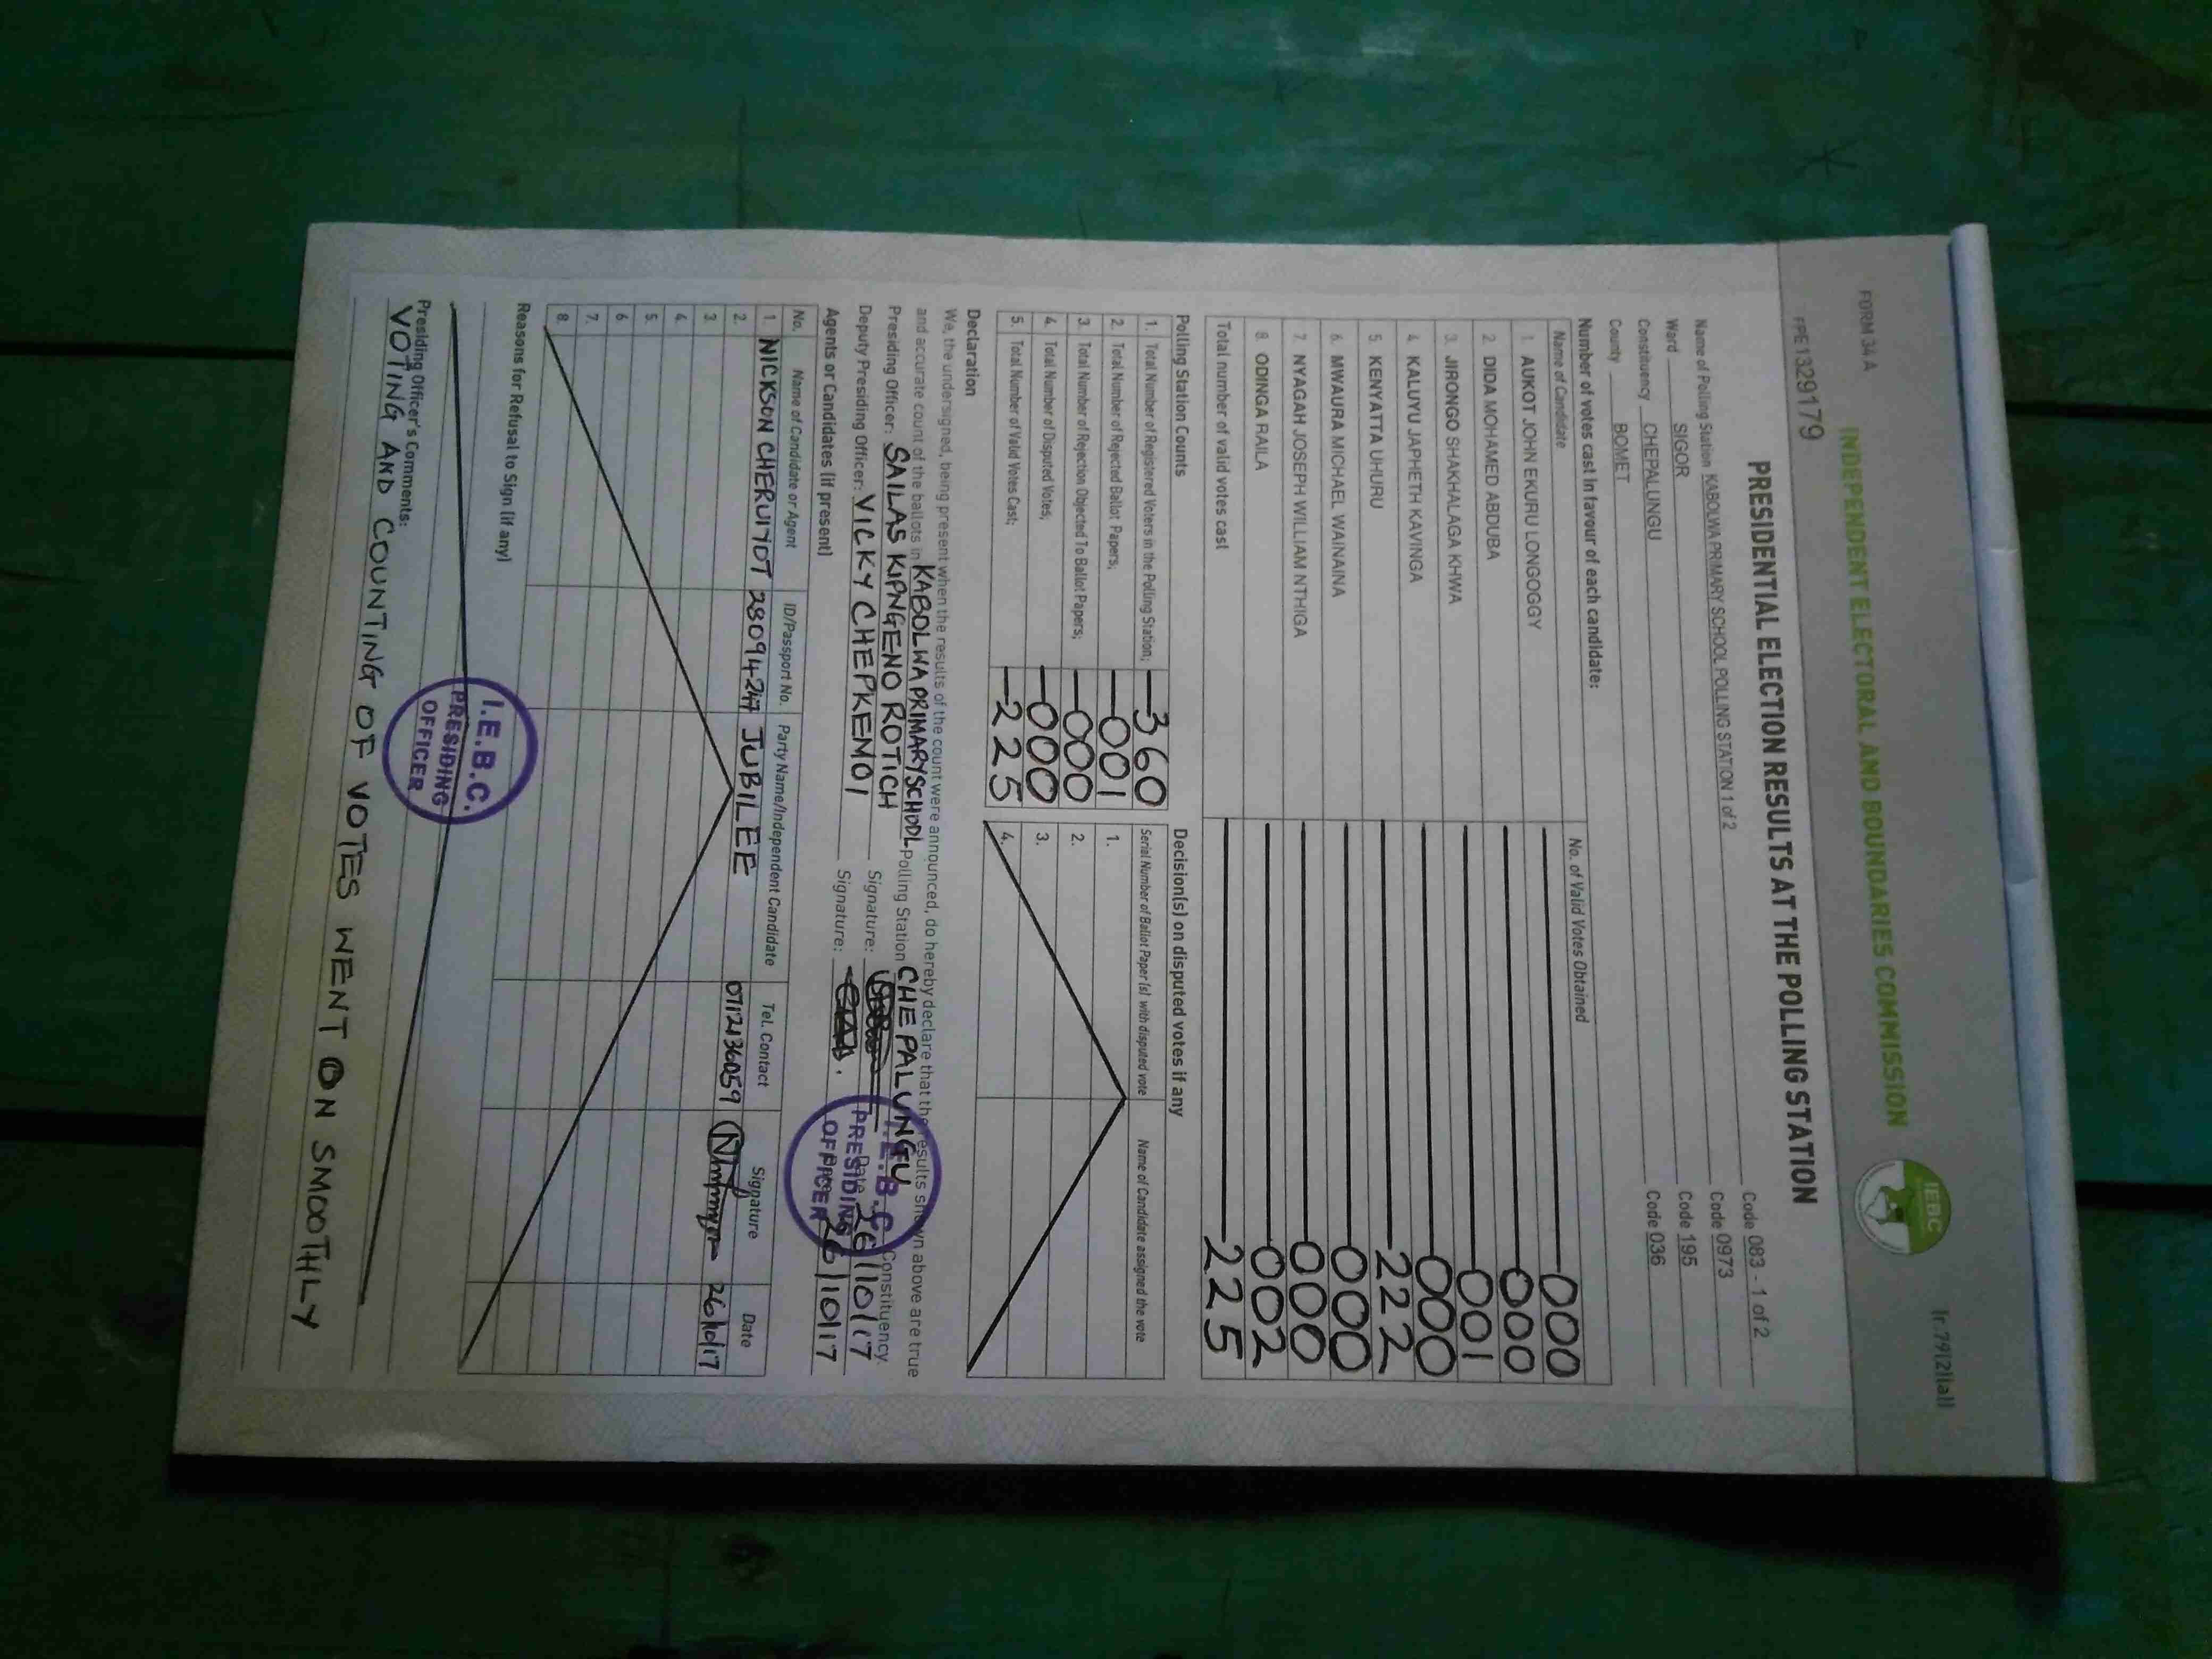 FORM 34 A
INDEPENDENT ELECTORAL AND BOUNDARIES COMMISSION
IEBC
FPE1329179
PRESIDENTIAL ELECTION RESULTS AT THE POLLING STATION
Name of Polling Station KABOLWA PRIMARY SCHOOL POLLING STATION 1 of 2 Code 083 - 1 of 2
Ward SIGOR Code 0973
Constituency CHEPALUNGU Code 195
County BOMET Code 036
Number of votes cast in favour of each candidate:
Name of Candidate No. of Valid Votes Obtained
1. AUKOT JOHN EKURU LONGOGGY 000
2. DIDA MOHAMED ABDUBA 000
3. JIRONGO SHAKHALAGA KHWA 001
4. KALUYU JAPHETH KAVINGA 000
5. KENYATTA UHURU 222
6. MWAURA MICHAEL WAINAINA 000
7. NYAGAH JOSEPH WILLIAM NTHIGA 000
8. ODINGA RAILA 002
Total number of valid votes cast 225
Polling Station Counts
1. Total Number of Registered Voters in the Polling Station; 360
2. Total Number of Rejected Ballot Papers; 001
3. Total Number of Rejection Objected To Ballot Papers; 000
4. Total Number of Disputed Votes; 000
5. Total Number of Valid Votes Cast; 225
Decision(s) on disputed votes if any
Serial Number of Ballot Paper (s) with disputed vote Name of Candidate assigned the vote
1.
2.
3.
4.
Declaration
We, the undersigned, being present when the results of the count were announced, do hereby declare that the results shown above are true
and accurate count of the ballots in KABOLWA PRIMARY SCHOOL Polling Station CHEPALUNGU Constituency.
Presiding Officer: SAILAS KIPNGENO ROTICH Signature: Date 26/10/17
Deputy Presiding Officer: VICKY CHEPKEMOI Signature: 26/10/17
I.E.B.C.
PRESIDING
OFFICER
Agents or Candidates (if present)
No. Name of Candidate or Agent ID/Passport No. Party Name/Independent Candidate Tel. Contact Signature Date
1. NICKSON CHERUIYOT 28094247 JUBILEE 0712136059 26/10/17
2.
3.
4.
5.
6.
7.
8.
Reasons for Refusal to Sign (if any)
I.E.B.C.
PRESIDING
OFFICER
Presiding Officer's Comments:
VOTING AND COUNTING OF VOTES WENT ON SMOOTHLY